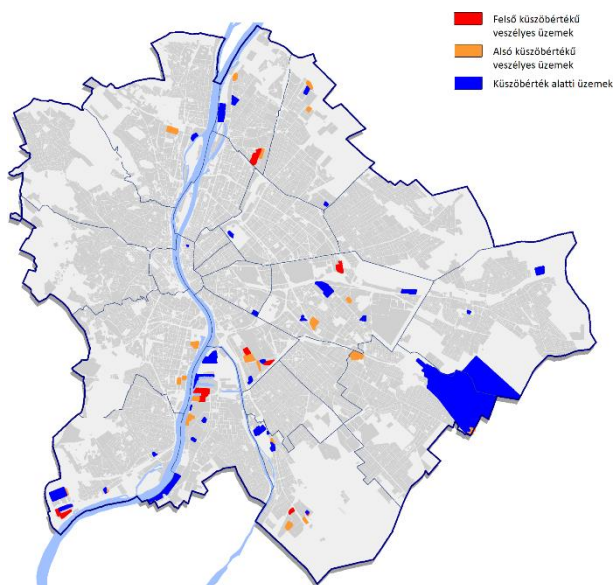 Felső küszöbértékű
veszélyes üzemek
Alsó küszöbértékű
veszélyes üzemek
Küszöbérték alatti üzemek